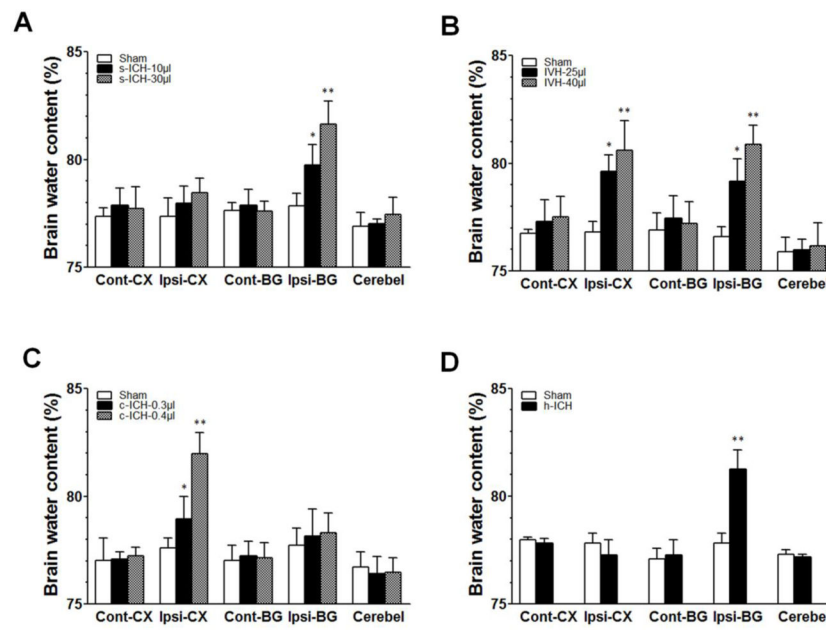 A
Brain water content (%)
85
80
75
Sham
s-ICH-10µl
s-ICH-30µl
*
**
Cont-CX Ipsi-CX Cont-BG Ipsi-BG Cerebel
B
Brain water content (%)
85
80
75
Sham
IVH-25µl
IVH-40µl
*
**
*
**
Cont-CX Ipsi-CX Cont-BG Ipsi-BG Cerebel
C
Brain water content (%)
85
80
75
Sham
c-ICH-0.3µl
c-ICH-0.4µl
*
**
Cont-CX Ipsi-CX Cont-BG Ipsi-BG Cerebel
D
Brain water content (%)
85
80
75
Sham
h-ICH
**
Cont-CX Ipsi-CX Cont-BG Ipsi-BG Cerebel